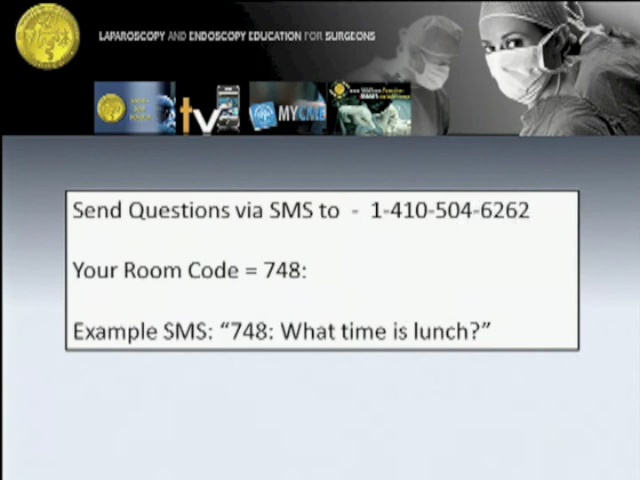 LAPAROSCOPY AND ENDOSCOPY EDUCATION FOR SURGEONS
tv
MYCME
Send Questions via SMS to - 1-410-504-6262
Your Room Code = 748:
Example SMS: “748: What time is lunch?”